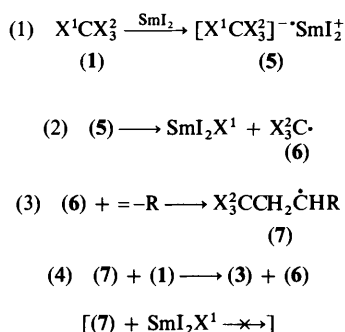 (1) X¹CX²₃ —SmI₂→ [X¹CX²₃]⁻·SmI₂⁺
(1) (5)
(2) (5) ⟶ SmI₂X¹ + X²₃C·
(6)
(3) (6) + =–R ⟶ X²₃CCH₂ĊHR
(7)
(4) (7) + (1) ⟶ (3) + (6)
[(7) + SmI₂X¹ —×→]